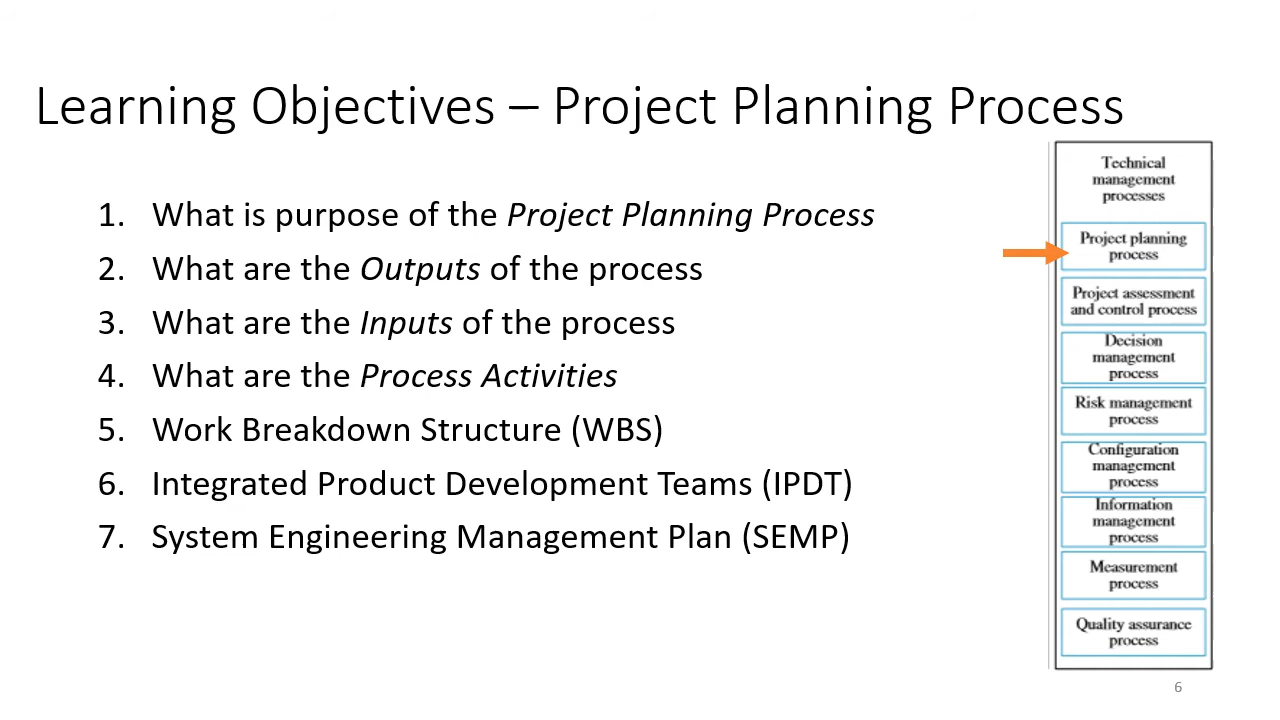 Learning Objectives – Project Planning Process
1. What is purpose of the Project Planning Process
2. What are the Outputs of the process
3. What are the Inputs of the process
4. What are the Process Activities
5. Work Breakdown Structure (WBS)
6. Integrated Product Development Teams (IPDT)
7. System Engineering Management Plan (SEMP)
Technical
management
processes
Project planning
process
Project assessment
and control process
Decision
management
process
Risk management
process
Configuration
management
process
Information
management
process
Measurement
process
Quality assurance
process
6